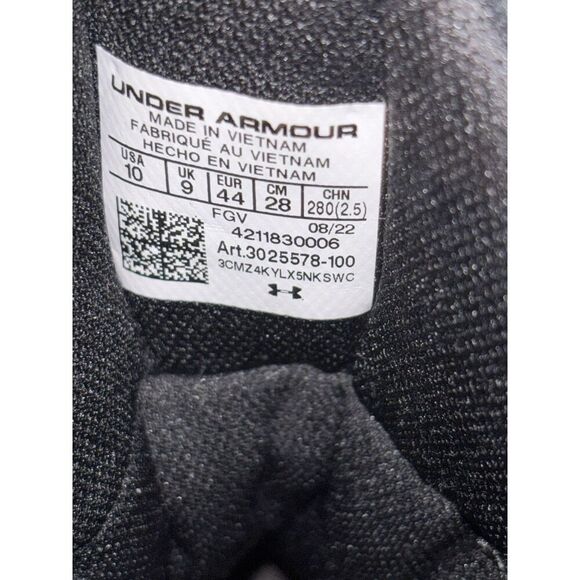 UNDER ARMOUR
MADE IN VIETNAM
FABRIQUÉ AU VIETNAM
HECHO EN VIETNAM
USA UK EUR CM CHN
10 9 44 28 280(2.5)
FGV 08/22
4211830006
Art.3025578-100
3CMZ4KYLX5NKSWC